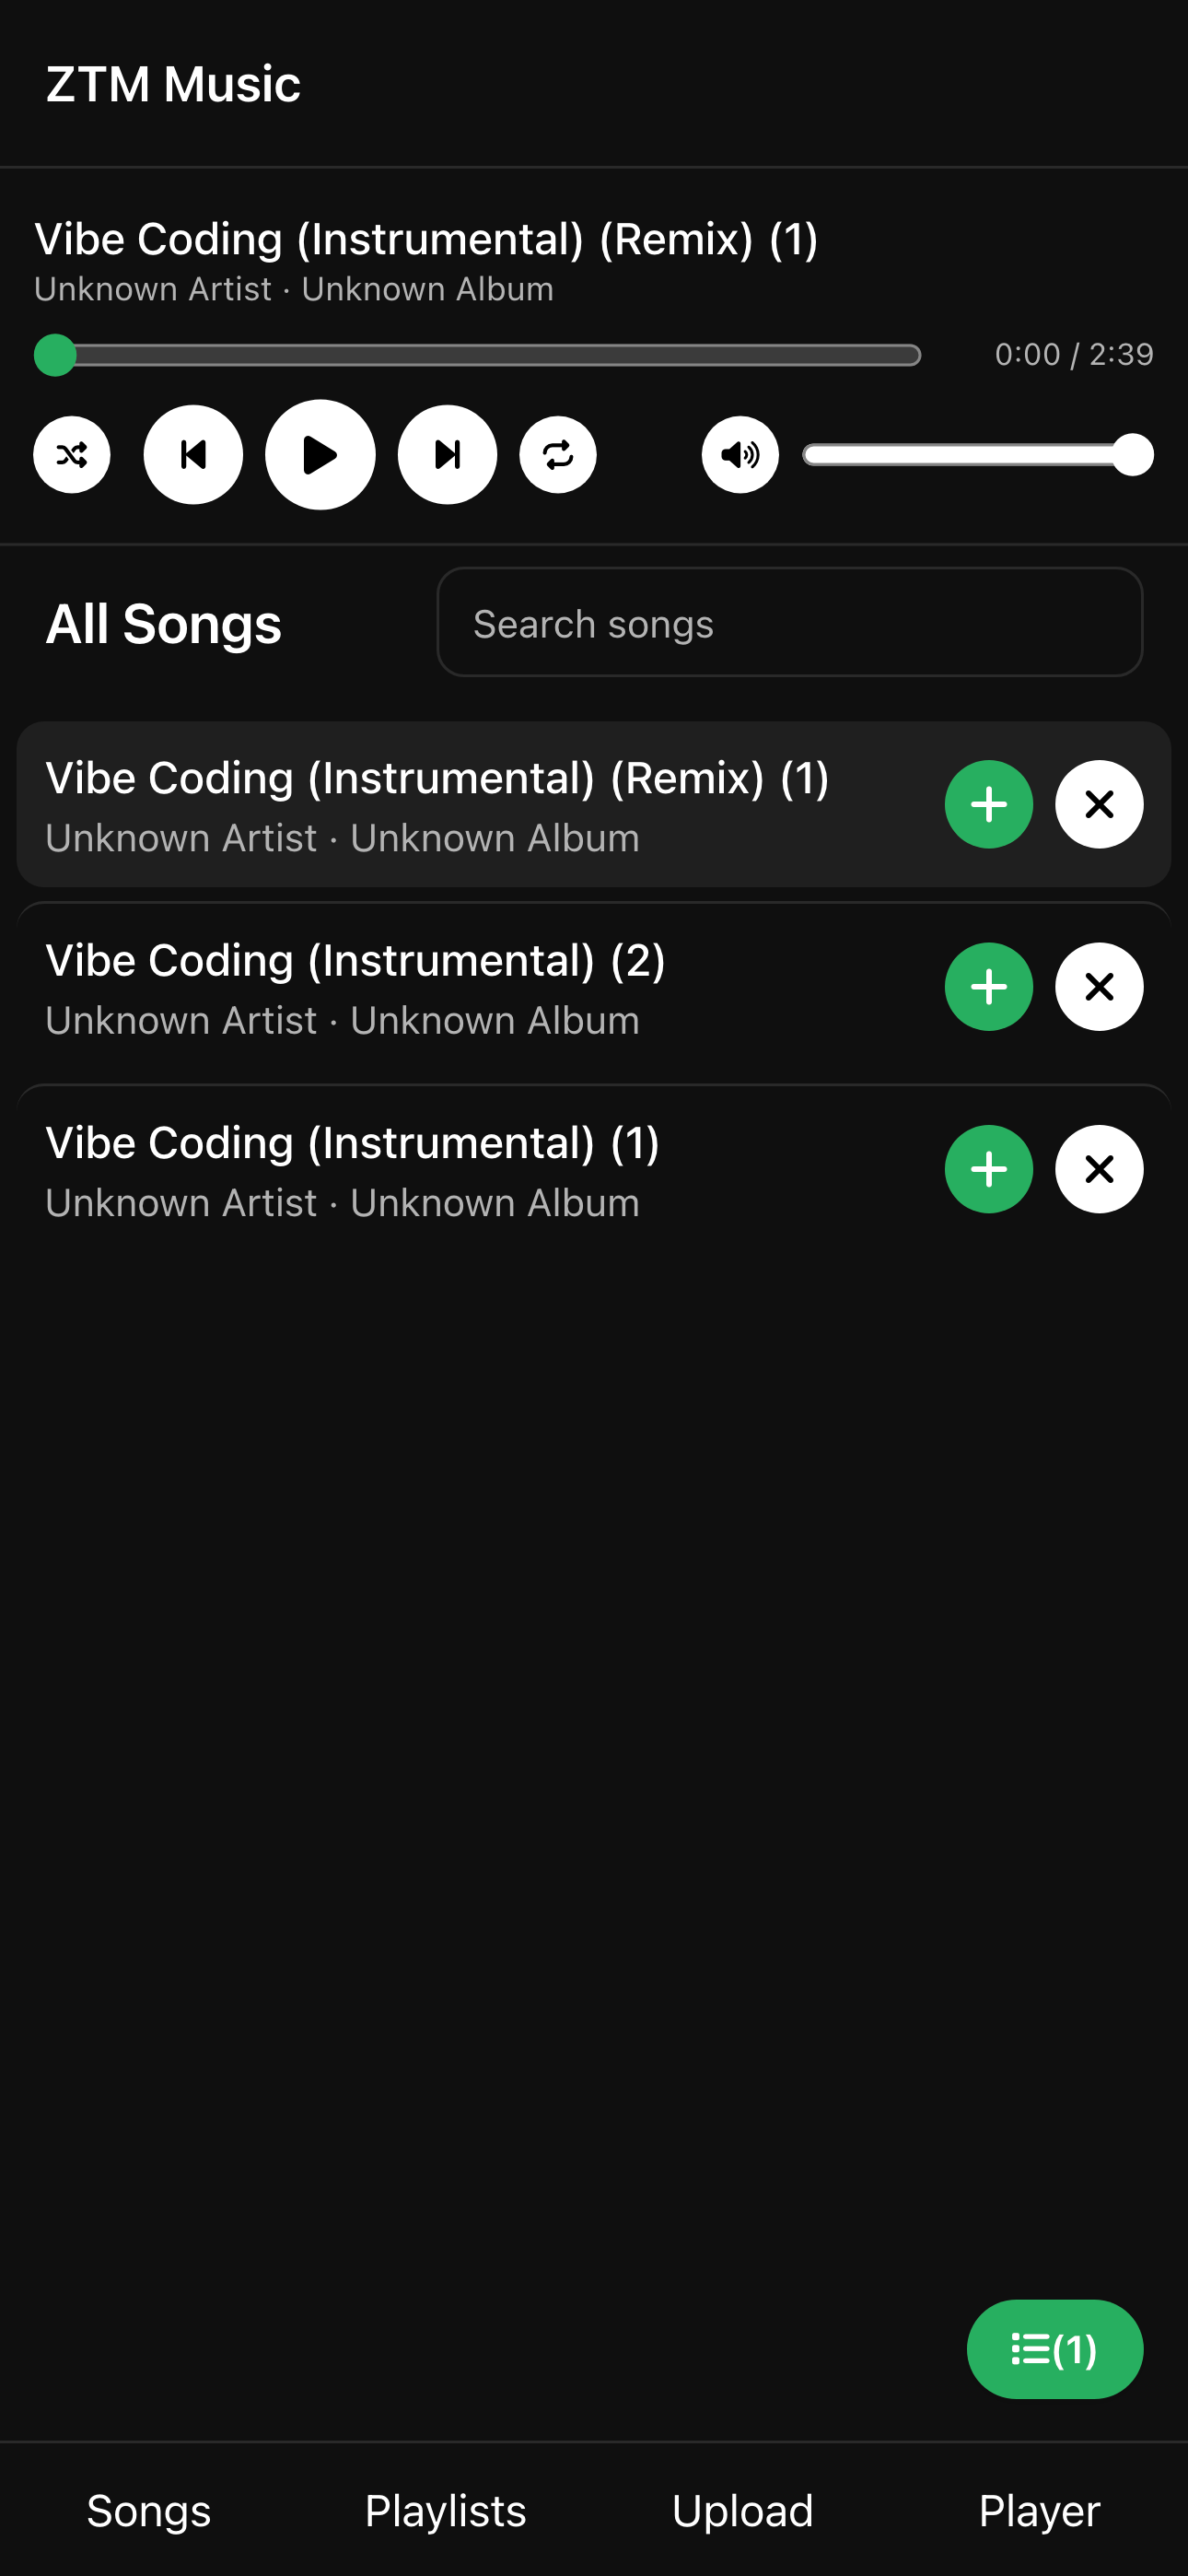 ZTM Music
Vibe Coding (Instrumental) (Remix) (1)
Unknown Artist · Unknown Album
0:00 / 2:39
All Songs
Search songs
Vibe Coding (Instrumental) (Remix) (1)
Unknown Artist · Unknown Album
Vibe Coding (Instrumental) (2)
Unknown Artist · Unknown Album
Vibe Coding (Instrumental) (1)
Unknown Artist · Unknown Album
(1)
Songs Playlists Upload Player